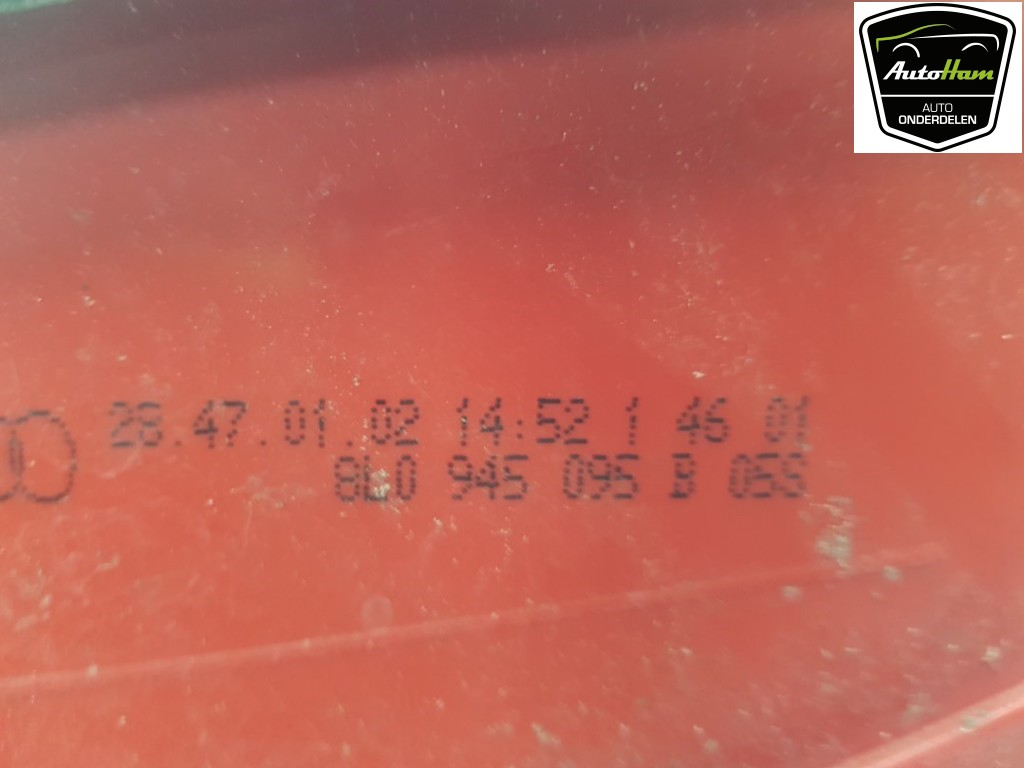 AutoHam
AUTO
ONDERDELEN
28.47.01.02 14:52 1 46 01
8L0 945 095 B 05S